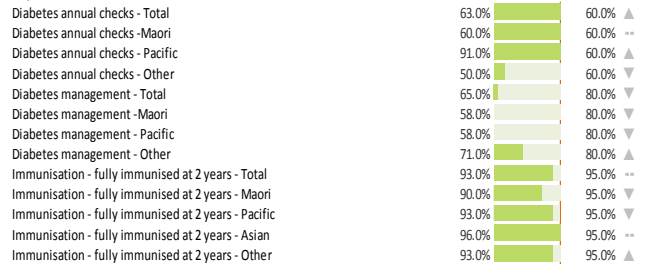 Diabetes annual checks - Total 63.0% 60.0% ▲
Diabetes annual checks -Maori 60.0% 60.0% --
Diabetes annual checks - Pacific 91.0% 60.0% ▲
Diabetes annual checks - Other 50.0% 60.0% ▼
Diabetes management - Total 65.0% 80.0% ▼
Diabetes management -Maori 58.0% 80.0% ▼
Diabetes management - Pacific 58.0% 80.0% ▼
Diabetes management - Other 71.0% 80.0% ▲
Immunisation - fully immunised at 2 years - Total 93.0% 95.0% --
Immunisation - fully immunised at 2 years - Maori 90.0% 95.0% ▼
Immunisation - fully immunised at 2 years - Pacific 93.0% 95.0% ▼
Immunisation - fully immunised at 2 years - Asian 96.0% 95.0% --
Immunisation - fully immunised at 2 years - Other 93.0% 95.0% ▲